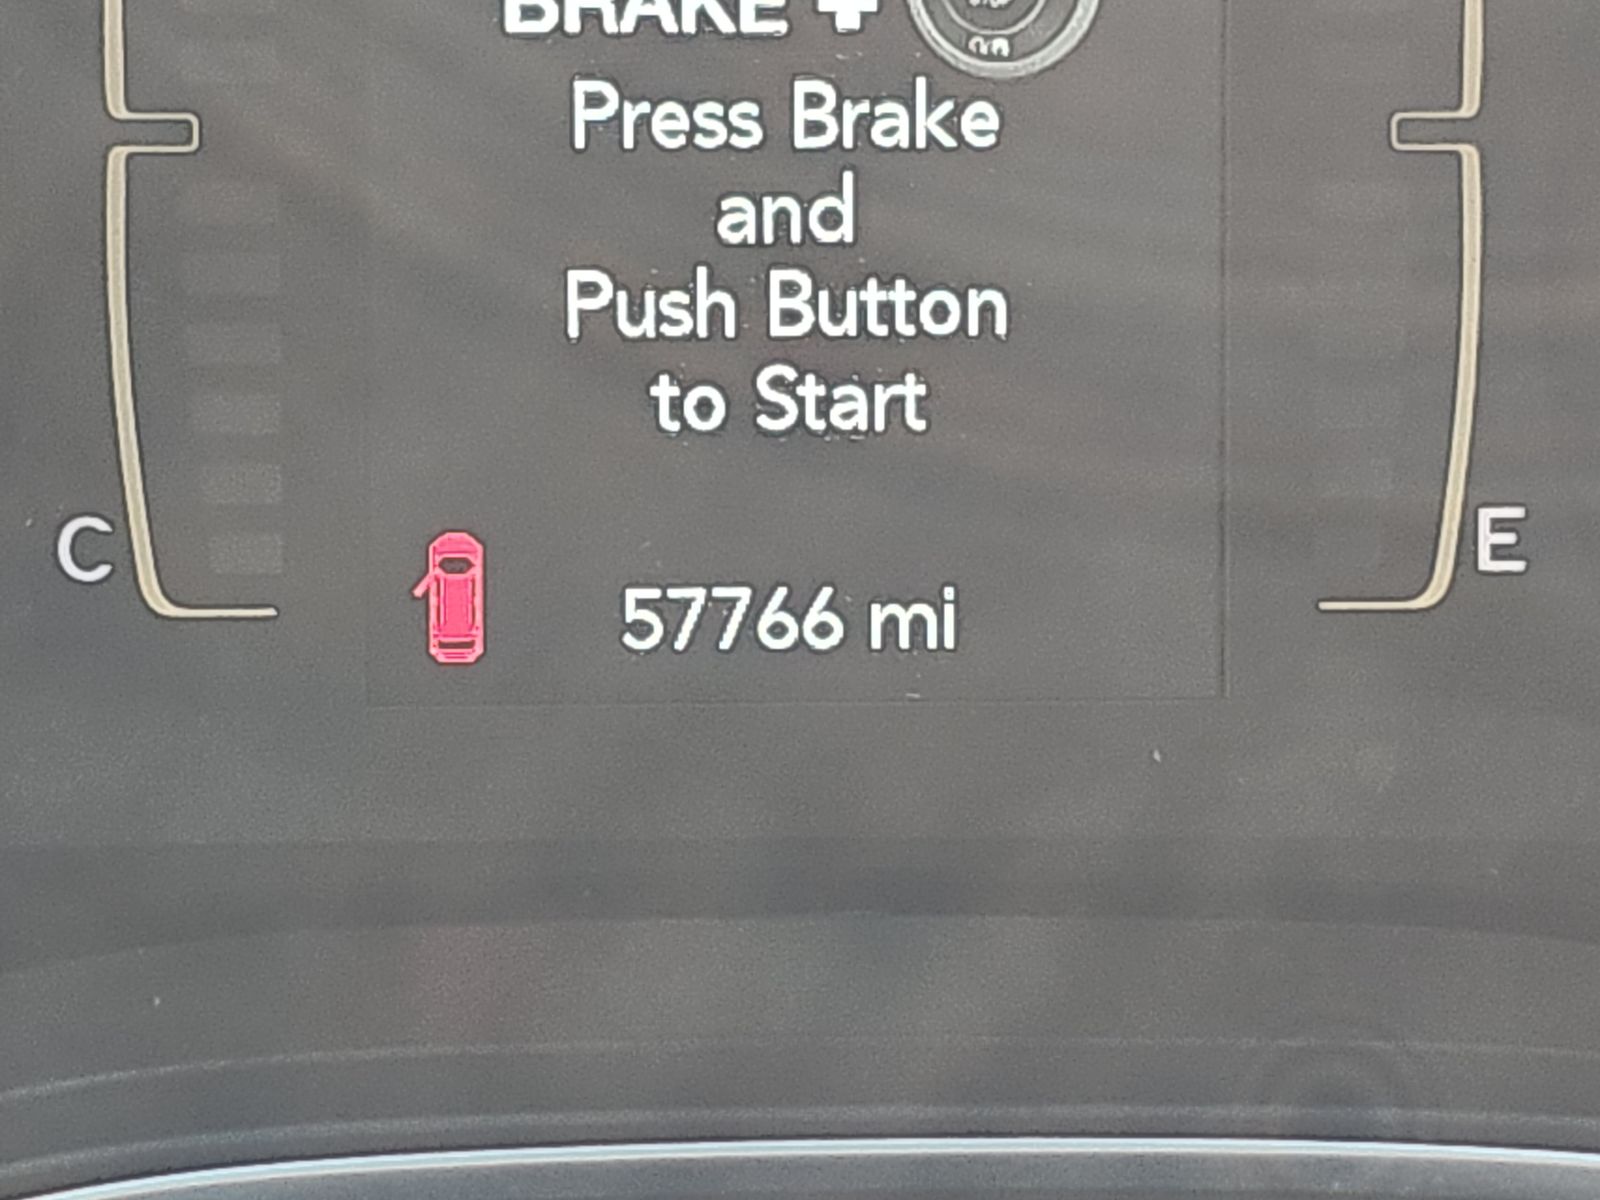 BRAKE +
Press Brake
and
Push Button
to Start
C
E
57766 mi